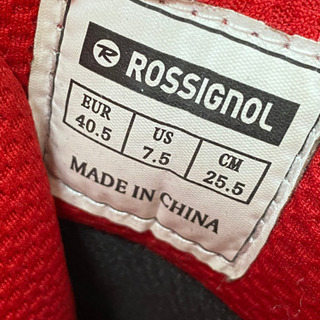 R ROSSIGNOL
EUR US CM
40.5 7.5 25.5
MADE IN CHINA